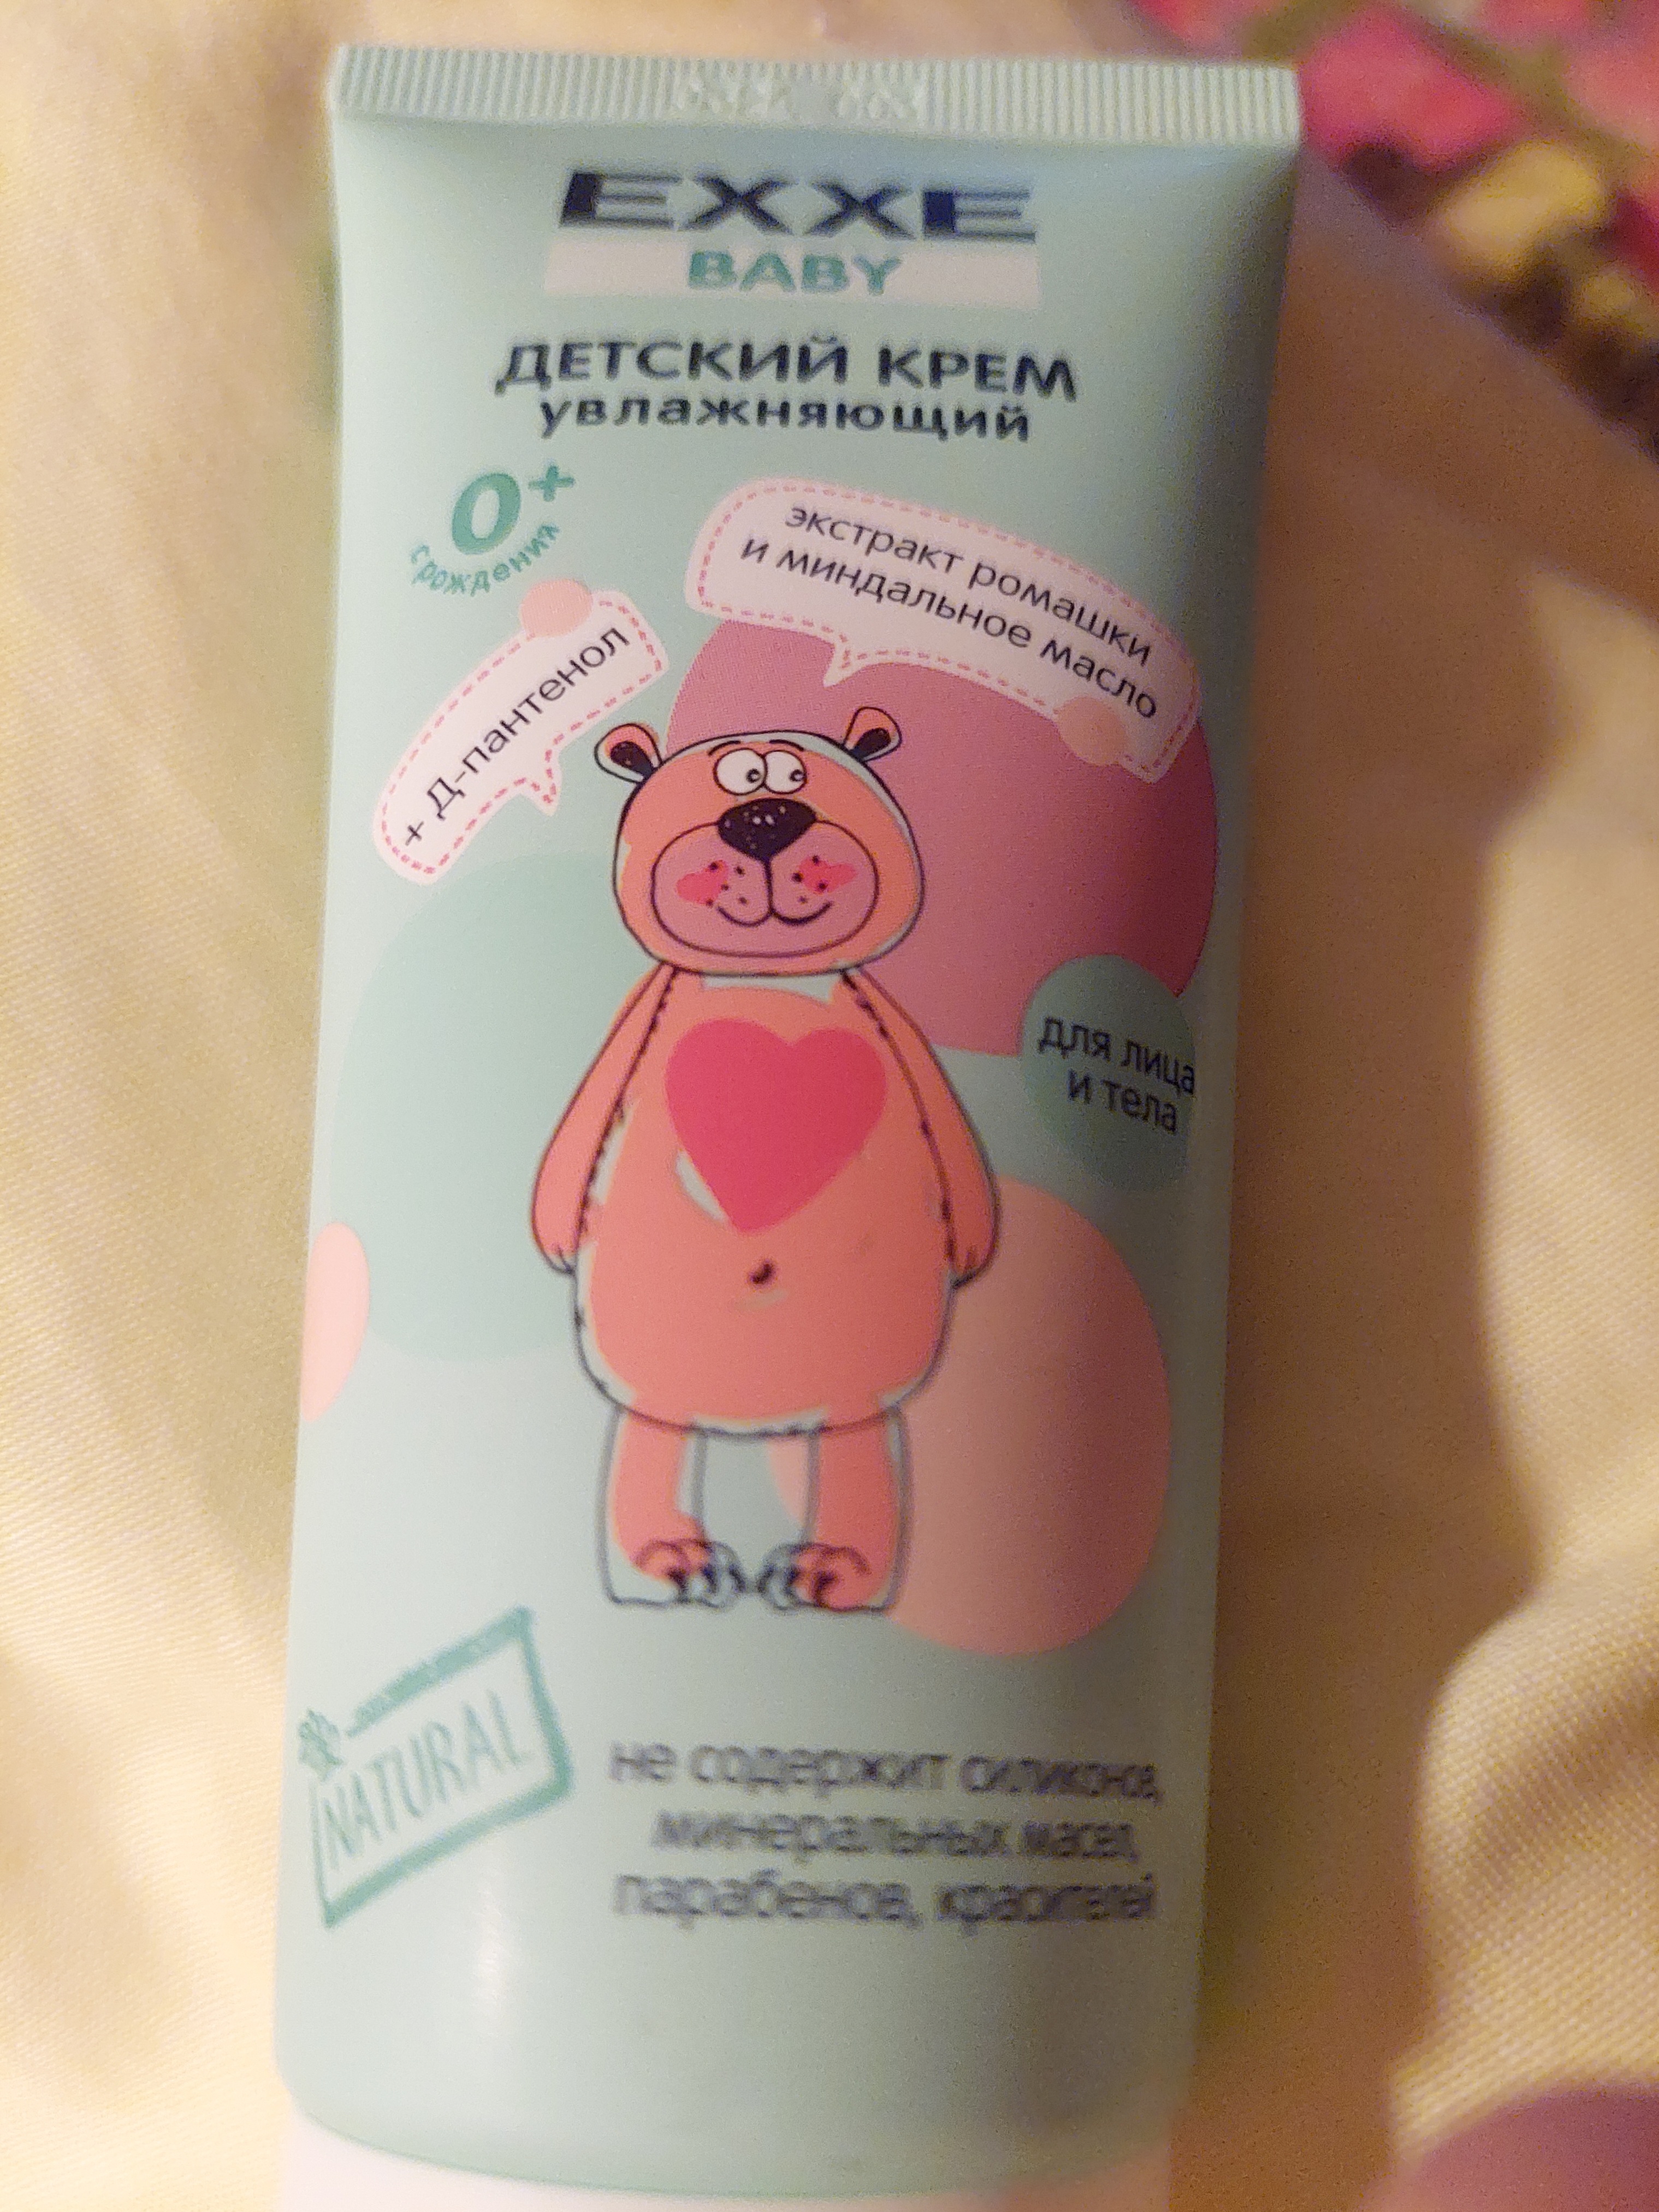 EXXE
BABY
ДЕТСКИЙ КРЕМ
увлажняющий
0+
с рождения
экстракт ромашки
и миндальное масло
+ Д-пантенол
для лица
и тела
NATURAL
не содержит силиконов,
минеральных масел,
парабенов, красителей